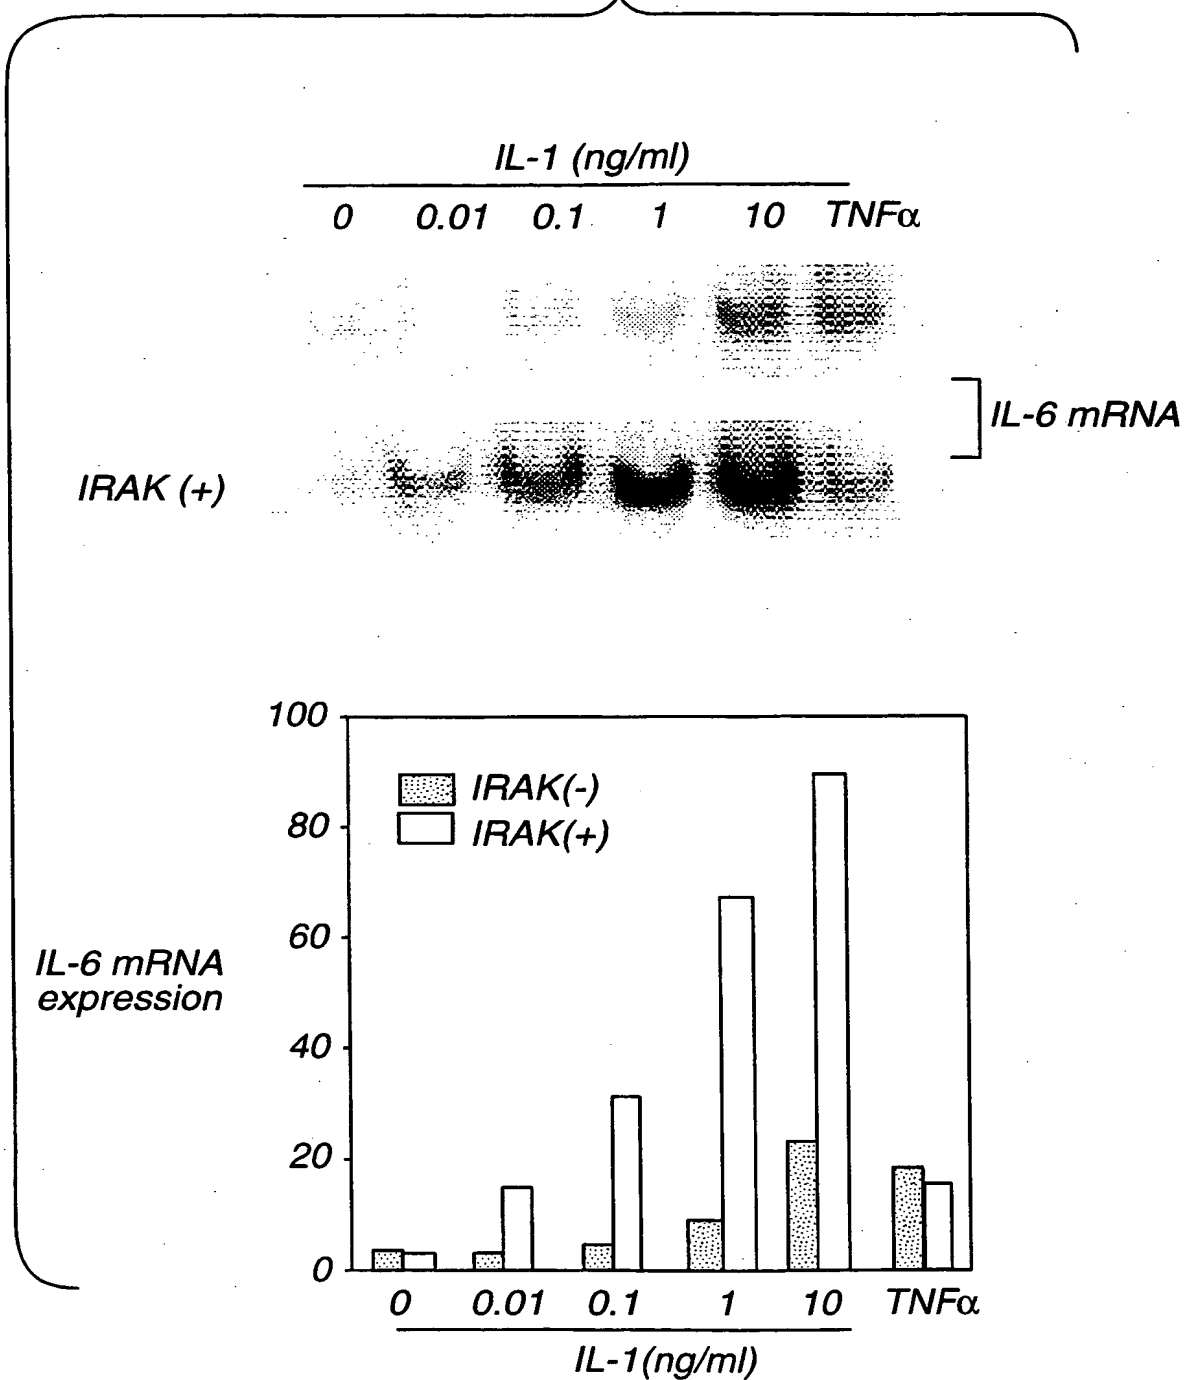 IL-1 (ng/ml)
0 0.01 0.1 1 10 TNFα
IL-6 mRNA
IRAK (+)
100
IRAK(-)
80
IRAK(+)
60
IL-6 mRNA
expression
40
20
0
0 0.01 0.1 1 10 TNFα
IL-1(ng/ml)